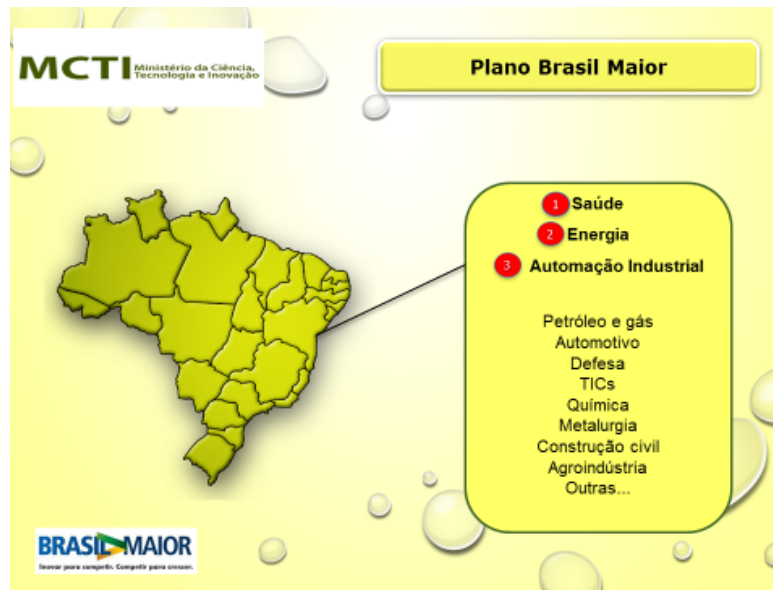 MCTI Ministério da Ciência,
Tecnologia e Inovação
Plano Brasil Maior
1 Saúde
2 Energia
3 Automação Industrial
Petróleo e gás
Automotivo
Defesa
TICs
Química
Metalurgia
Construção civil
Agroindústria
Outras...
BRASIL MAIOR
Inovar para competir. Competir para crescer.